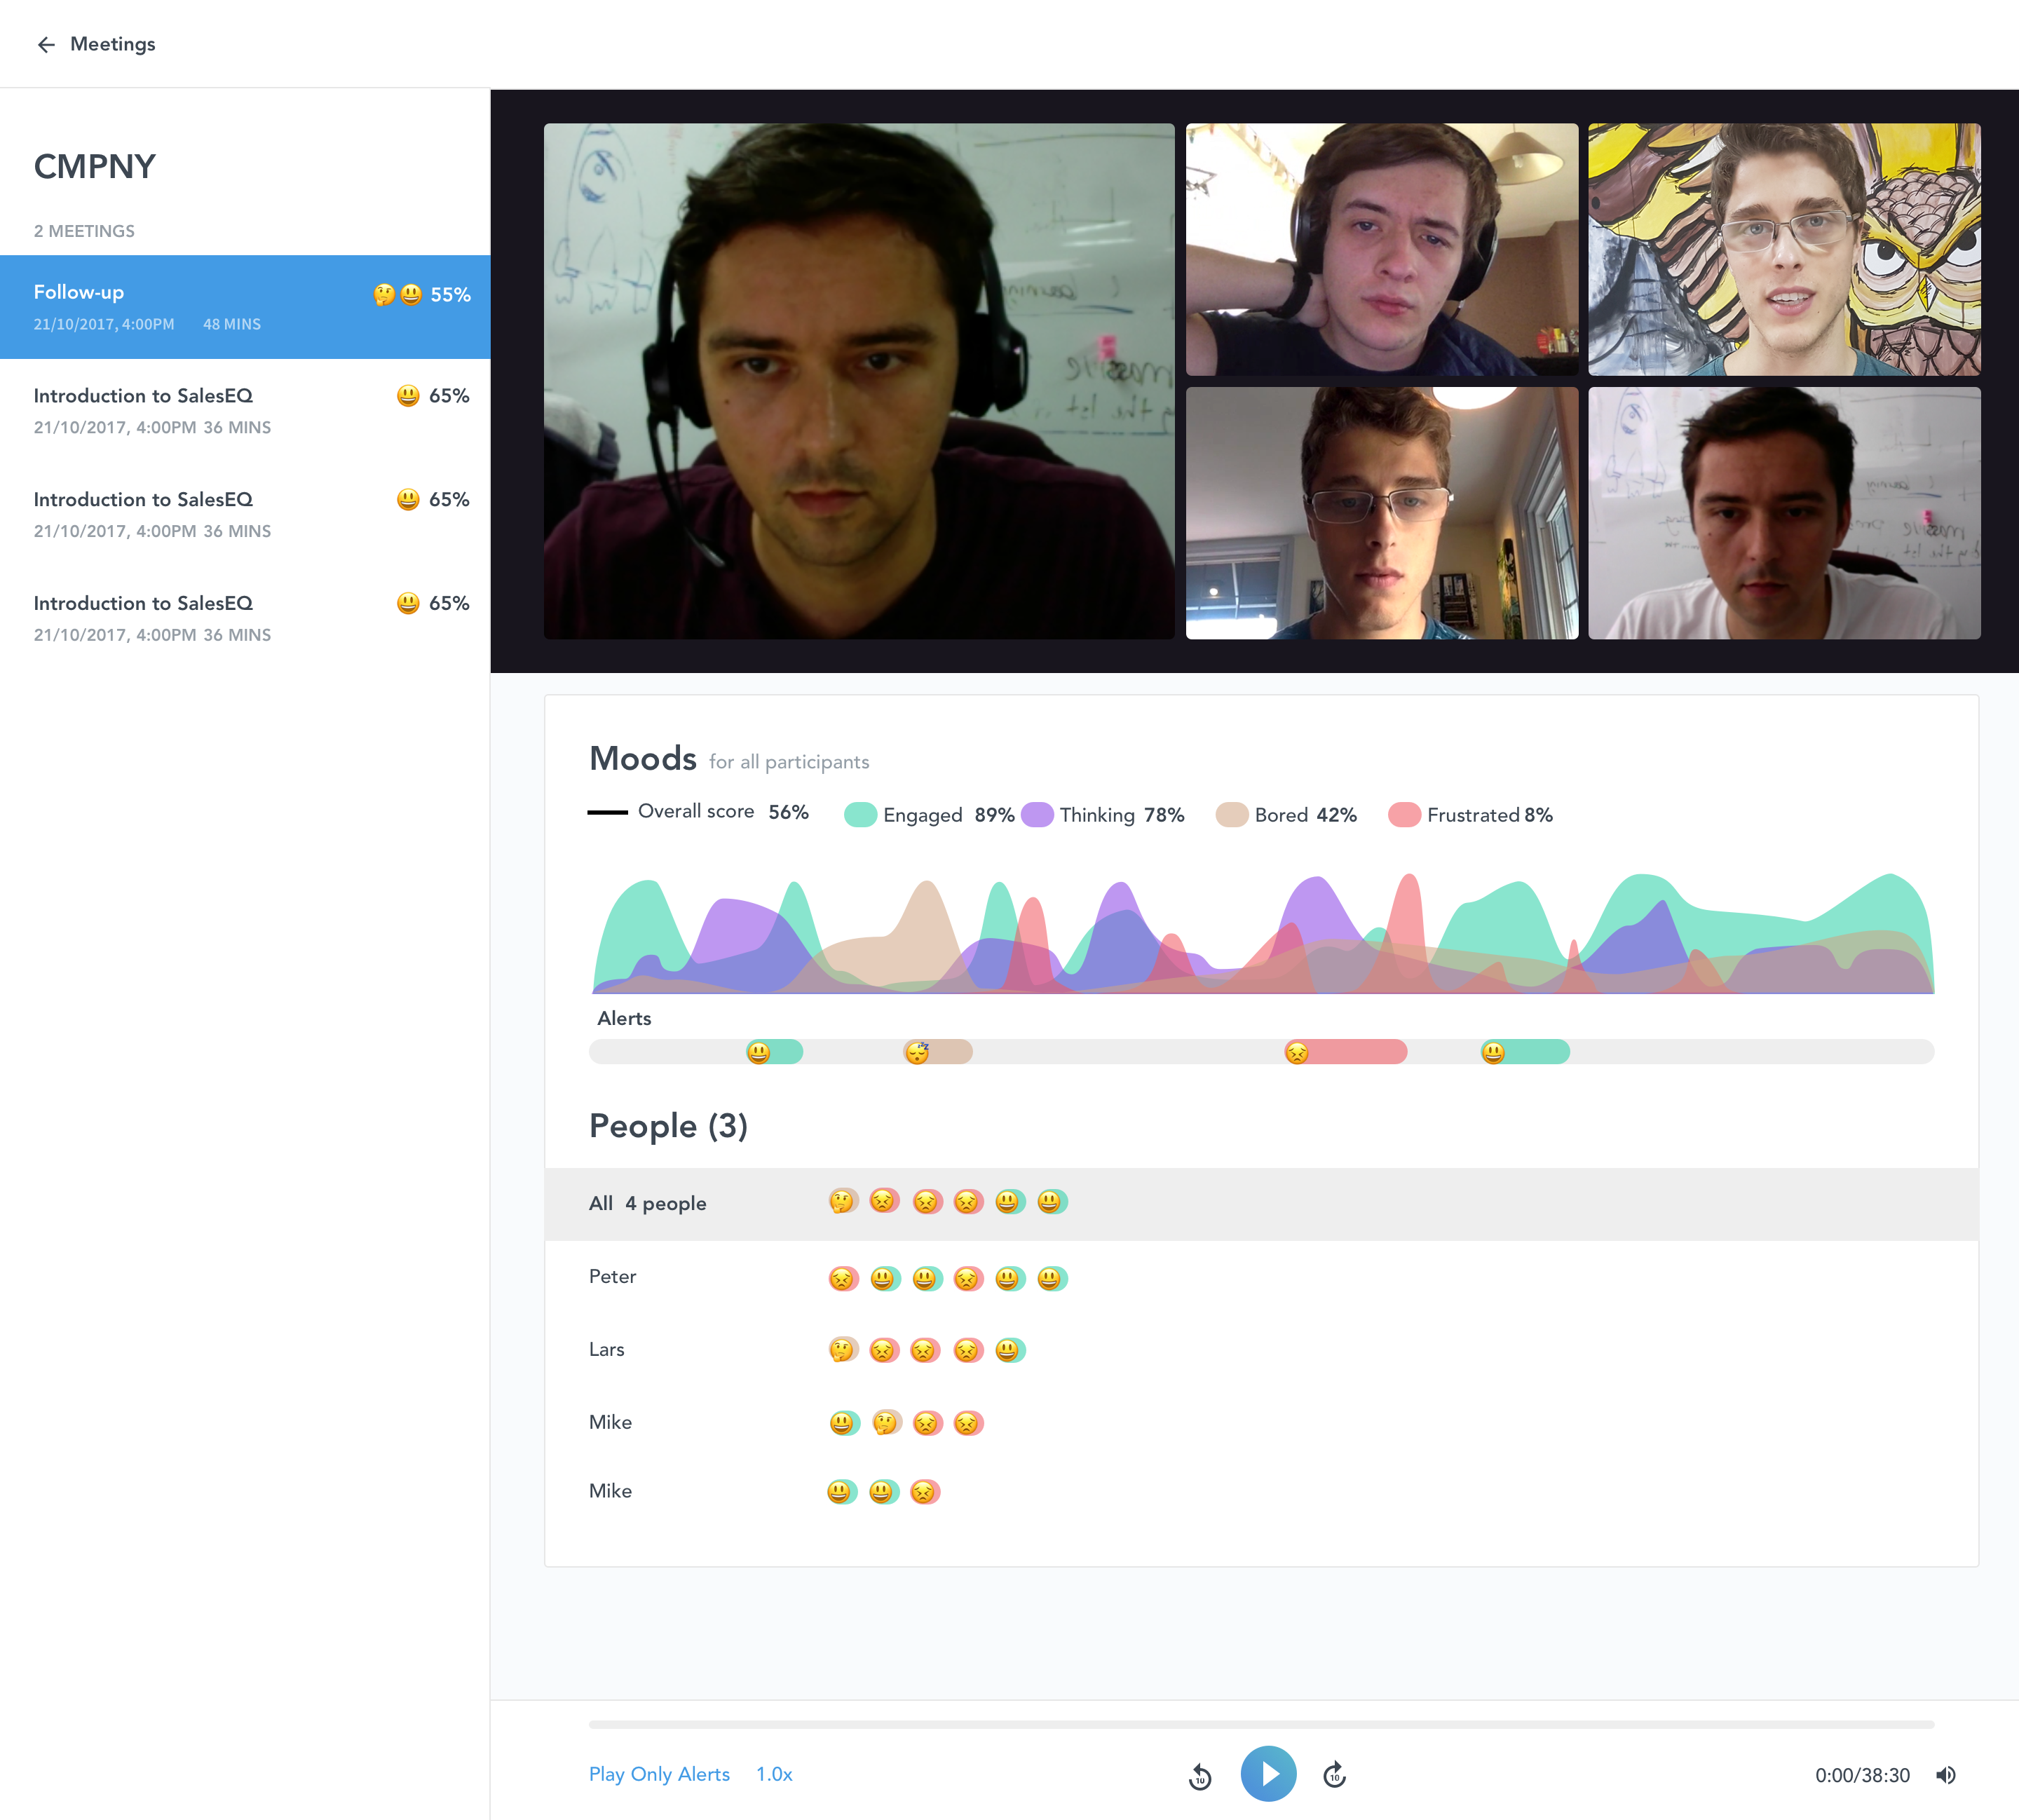 Meetings
CMPNY
2 MEETINGS
Follow-up
55%
21/10/2017, 4:00PM 48 MINS
Introduction to SalesEQ
65%
21/10/2017, 4:00PM 36 MINS
Introduction to SalesEQ
65%
21/10/2017, 4:00PM 36 MINS
Introduction to SalesEQ
65%
21/10/2017, 4:00PM 36 MINS
Moods for all participants
Overall score 56% Engaged 89% Thinking 78% Bored 42% Frustrated 8%
Alerts
People (3)
All 4 people
Peter
Lars
Mike
Mike
Play Only Alerts 1.0x
10
10
0:00/38:30